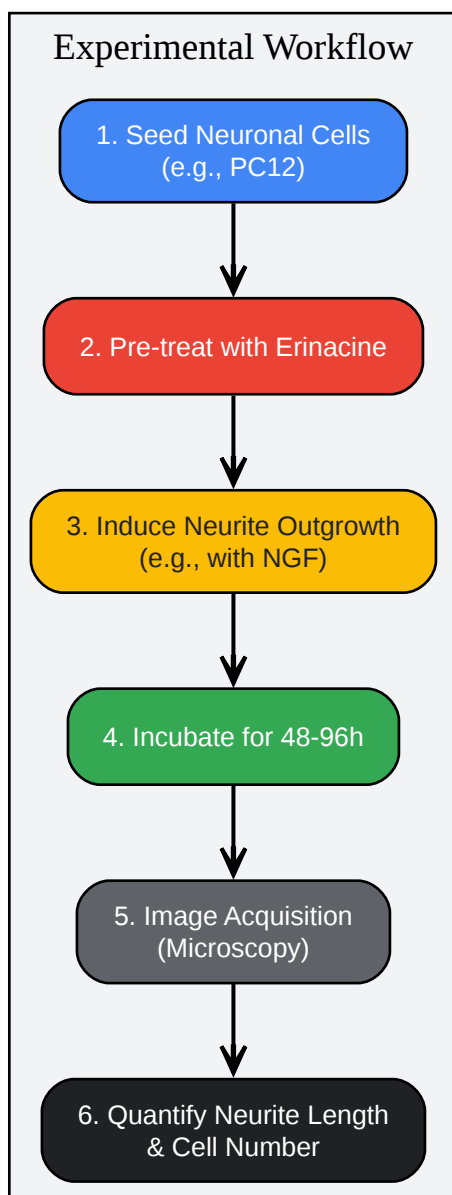 Experimental Workflow
1. Seed Neuronal Cells
(e.g., PC12)
2. Pre-treat with Erinacine
3. Induce Neurite Outgrowth
(e.g., with NGF)
4. Incubate for 48-96h
5. Image Acquisition
(Microscopy)
6. Quantify Neurite Length
& Cell Number